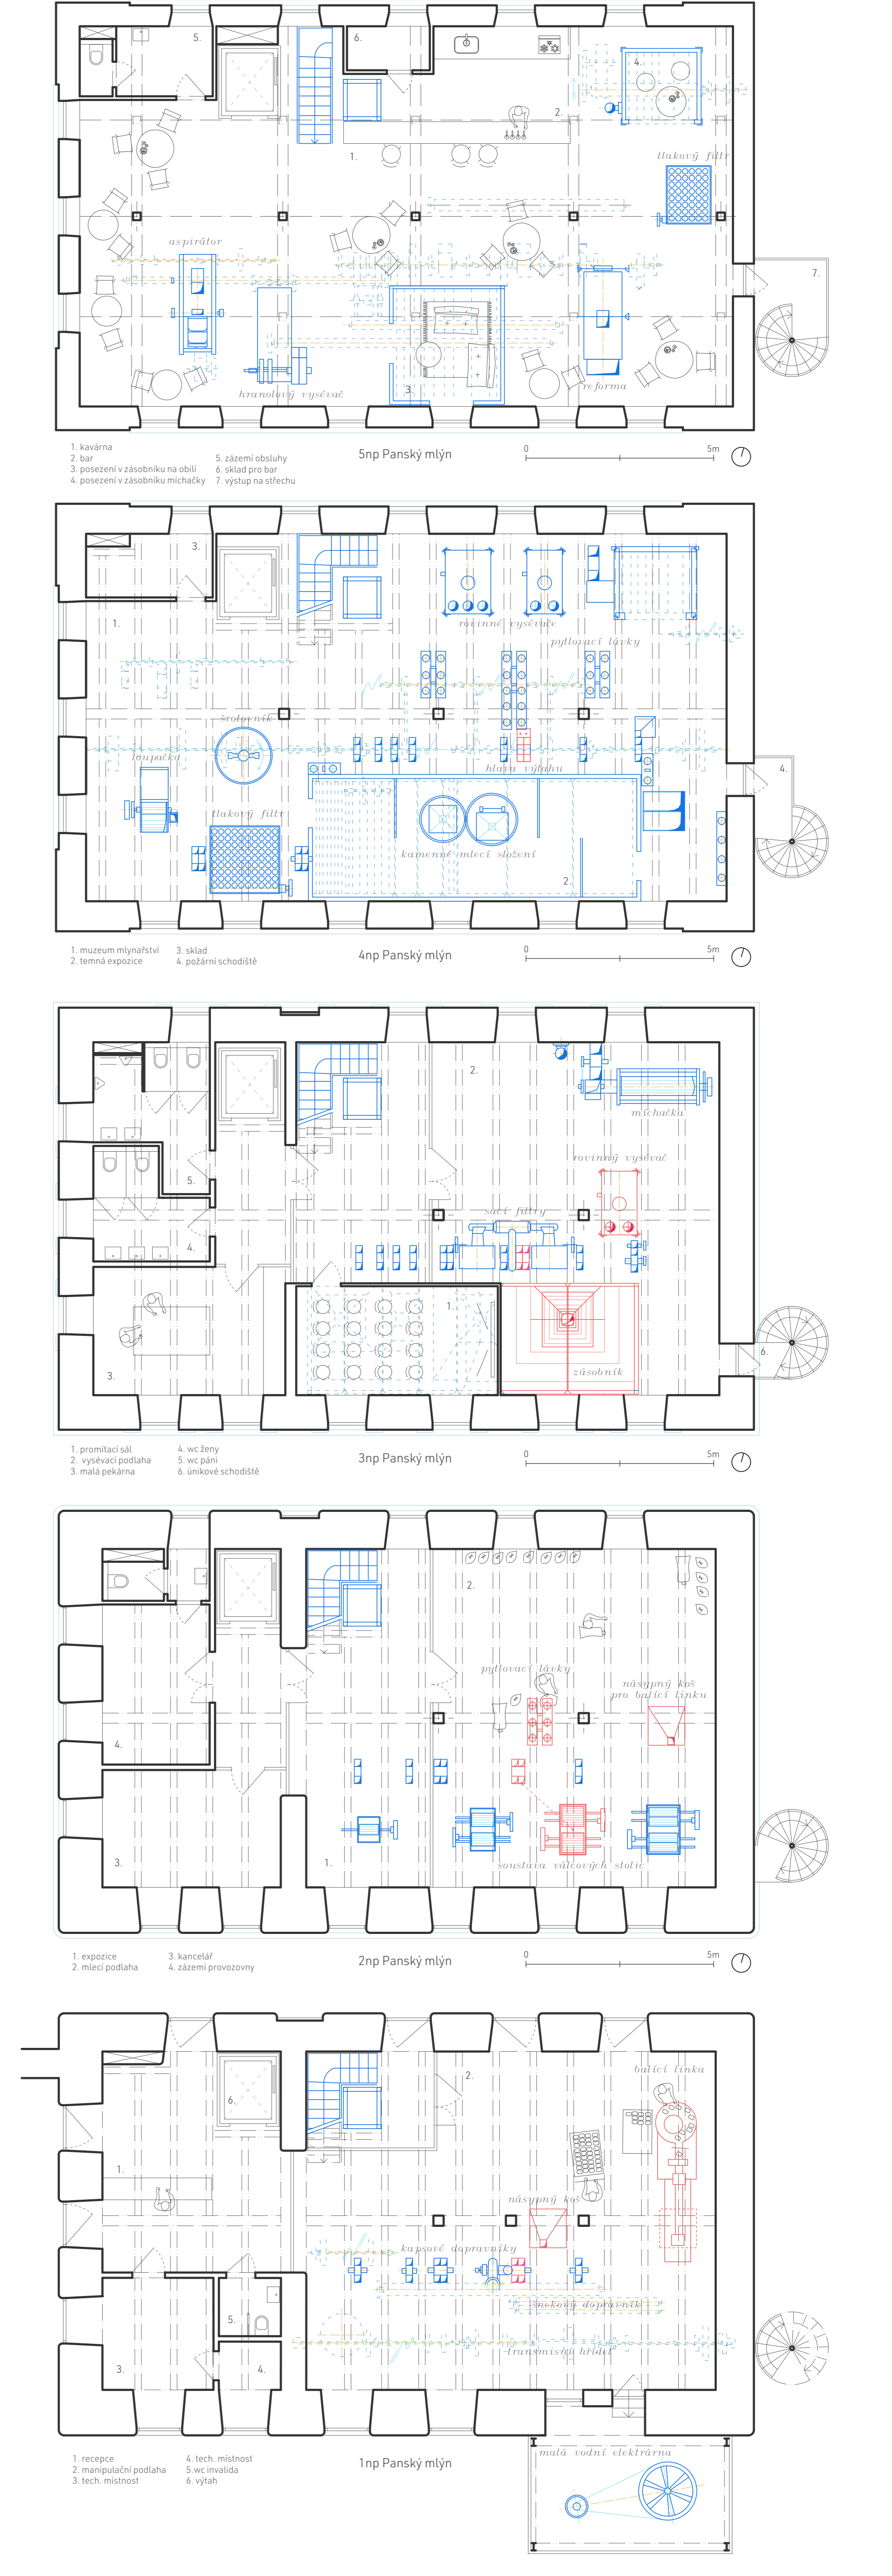 5.
6.
4.
2.
1.
tlakový filtr
aspirátor
7.
3.
hranolový vysévač
reforma
1. kavárna
2. bar
3. posezení v zásobníku na obilí
4. posezení v zásobníku míchačky
5. zázemí obsluhy
6. sklad pro bar
7. výstup na střechu
5np Panský mlýn
0 5m
3.
1.
rovinné vysévače
pytlovací lávky
šrotovník
loupačka
hlava výtahu
4.
tlakový filtr
kamenné mlecí složení
2.
1. muzeum mlynařství
2. temná expozice
3. sklad
4. požární schodiště
4np Panský mlýn
0 5m
2.
míchačka
rovinný vysévač
5.
sací filtry
4.
1.
6.
zásobník
3.
1. promítací sál
2. vysévací podlaha
3. malá pekárna
4. wc ženy
5. wc páni
6. únikové schodiště
3np Panský mlýn
0 5m
2.
pytlovací lávky
násypný koš
pro balící linku
4.
3.
1.
soustava válcových stolic
1. expozice
2. mlecí podlaha
3. kancelář
4. zázemí provozovny
2np Panský mlýn
0 5m
balící linka
2.
6.
1.
násypný koš
kapsové dopravníky
šnekový dopravník
5.
transmisní hřídel
3.
4.
malá vodní elektrárna
1. recepce
2. manipulační podlaha
3. tech. místnost
4. tech. místnost
5.wc invalida
6. výtah
1np Panský mlýn